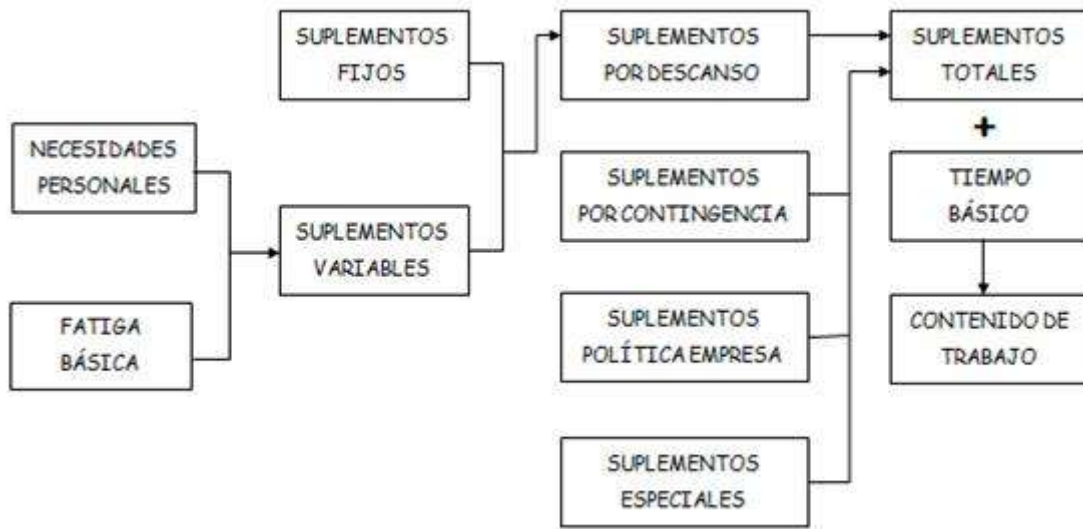 SUPLEMENTOS
FIJOS
SUPLEMENTOS
POR DESCANSO
SUPLEMENTOS
TOTALES
+
NECESIDADES
PERSONALES
SUPLEMENTOS
POR CONTINGENCIA
TIEMPO
BÁSICO
SUPLEMENTOS
VARIABLES
FATIGA
BÁSICA
SUPLEMENTOS
POLÍTICA EMPRESA
CONTENIDO DE
TRABAJO
SUPLEMENTOS
ESPECIALES